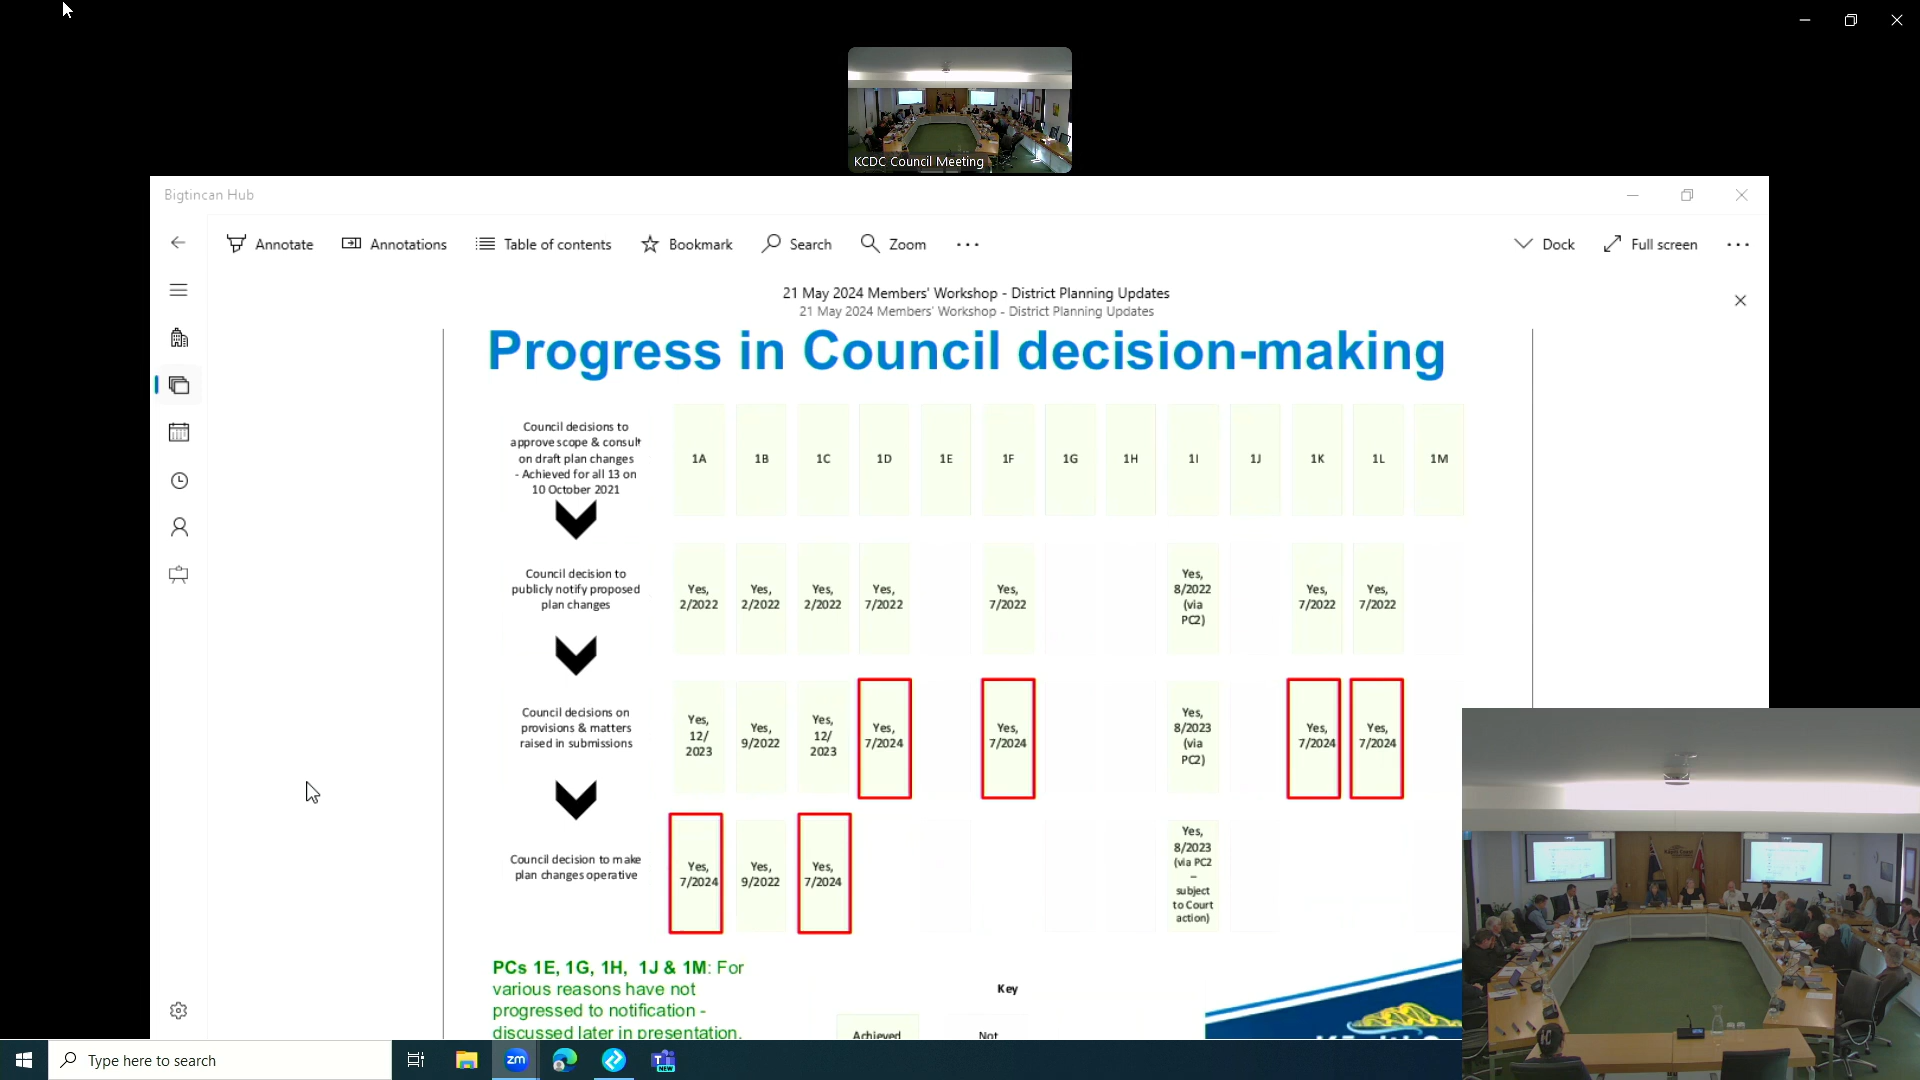 KCDC Council Meeting
Bigtincan Hub
Annotate
Annotations
Table of contents
Bookmark
Search
Zoom
Dock
Full screen
21 May 2024 Members' Workshop - District Planning Updates
21 May 2024 Members' Workshop - District Planning Updates
Progress in Council decision-making
Council decisions to
approve scope & consult
on draft plan changes
- Achieved for all 13 on
10 October 2021
1A
1B
1C
1D
1E
1F
1G
1H
1I
1J
1K
1L
1M
Council decision to
publicly notify proposed
plan changes
Yes,
2/2022
Yes,
2/2022
Yes,
2/2022
Yes,
7/2022
Yes,
7/2022
Yes,
8/2022
(via
PC2)
Yes,
7/2022
Yes,
7/2022
Council decisions on
provisions & matters
raised in submissions
Yes,
12/
2023
Yes,
9/2022
Yes,
12/
2023
Yes,
7/2024
Yes,
7/2024
Yes,
8/2023
(via
PC2)
Yes,
7/2024
Yes,
7/2024
Council decision to make
plan changes operative
Yes,
7/2024
Yes,
9/2022
Yes,
7/2024
Yes,
8/2023
(via PC2
–
subject
to Court
action)
PCs 1E, 1G, 1H, 1J & 1M: For
various reasons have not
progressed to notification -
discussed later in presentation.
Key
Achieved
Not
Type here to search
zm
NEW